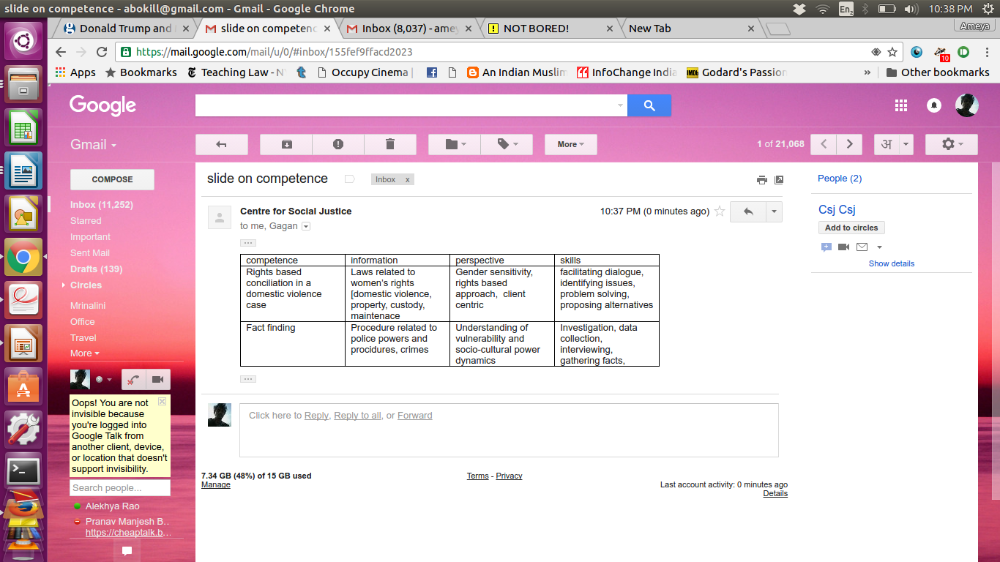 slide on competence - abokill@gmail.com - Gmail - Google Chrome
En2
10:38 PM
Donald Trump and
slide on competenc
Inbox (8,037) - ame
NOT BORED!
New Tab
Ameya
https://mail.google.com/mail/u/0/#inbox/155fef9ffacd2023
10
Apps
Bookmarks
Teaching Law - N
Occupy Cinema |
An Indian Muslim
InfoChange India
Godard's Passion
»
Other bookmarks
Google
Gmail
More
1 of 21,068
अ
COMPOSE
Inbox (11,252)
Starred
Important
Sent Mail
Drafts (139)
Circles
Mrinalini
Office
Travel
More
slide on competence
Inbox x
Centre for Social Justice
10:37 PM (0 minutes ago)
to me, Gagan
competence information perspective skills
Rights based
conciliation in a
domestic violence
case
Laws related to
women's rights
[domestic violence,
property, custody,
maintenace
Gender sensitivity,
rights based
approach, client
centric
facilitating dialogue,
identifying issues,
problem solving,
proposing alternatives
Fact finding
Procedure related to
police powers and
procidures, crimes
Understanding of
vulnerability and
socio-cultural power
dynamics
Investigation, data
collection,
interviewing,
gathering facts,
People (2)
Csj Csj
Add to circles
Show details
Click here to Reply, Reply to all, or Forward
7.34 GB (48%) of 15 GB used
Manage
Terms - Privacy
Last account activity: 0 minutes ago
Details
Oops! You are not
invisible because
you're logged into
Google Talk from
another client, device,
or location that doesn't
support invisibility.
Search people...
Alekhya Rao
Pranav Manjesh B..
https://cheaptalk.b...